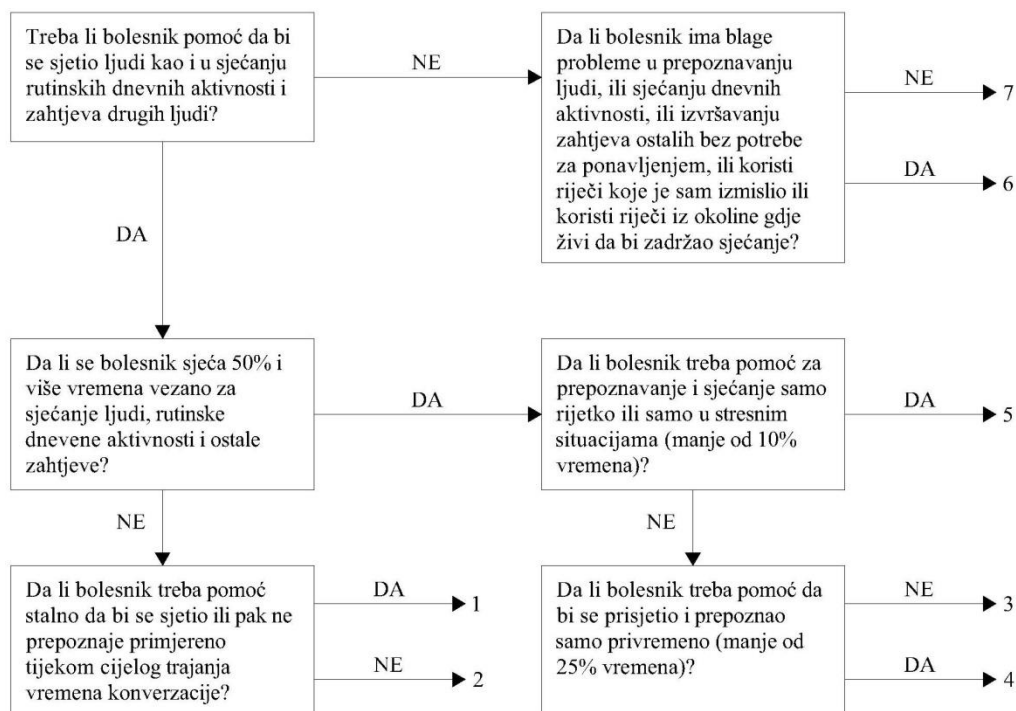 Treba li bolesnik pomoć da bi
se sjetio ljudi kao i u sjećanju
rutinskih dnevnih aktivnosti i
zahtjeva drugih ljudi?
NE
Da li bolesnik ima blage
probleme u prepoznavanju
ljudi, ili sjećanju dnevnih
aktivnosti, ili izvršavanju
zahtjeva ostalih bez potrebe
za ponavljenjem, ili koristi
riječi koje je sam izmislio ili
koristi riječi iz okoline gdje
živi da bi zadržao sjećanje?
NE
7
DA
6
DA
Da li se bolesnik sjeća 50% i
više vremena vezano za
sjećanje ljudi, rutinske
dnevene aktivnosti i ostale
zahtjeve?
DA
Da li bolesnik treba pomoć za
prepoznavanje i sjećanje samo
rijetko ili samo u stresnim
situacijama (manje od 10%
vremena)?
DA
5
NE
NE
Da li bolesnik treba pomoć
stalno da bi se sjetio ili pak ne
prepoznaje primjereno
tijekom cijelog trajanja
vremena konverzacije?
DA
1
NE
2
Da li bolesnik treba pomoć da
bi se prisjetio i prepoznao
samo privremeno (manje od
25% vremena)?
NE
3
DA
4